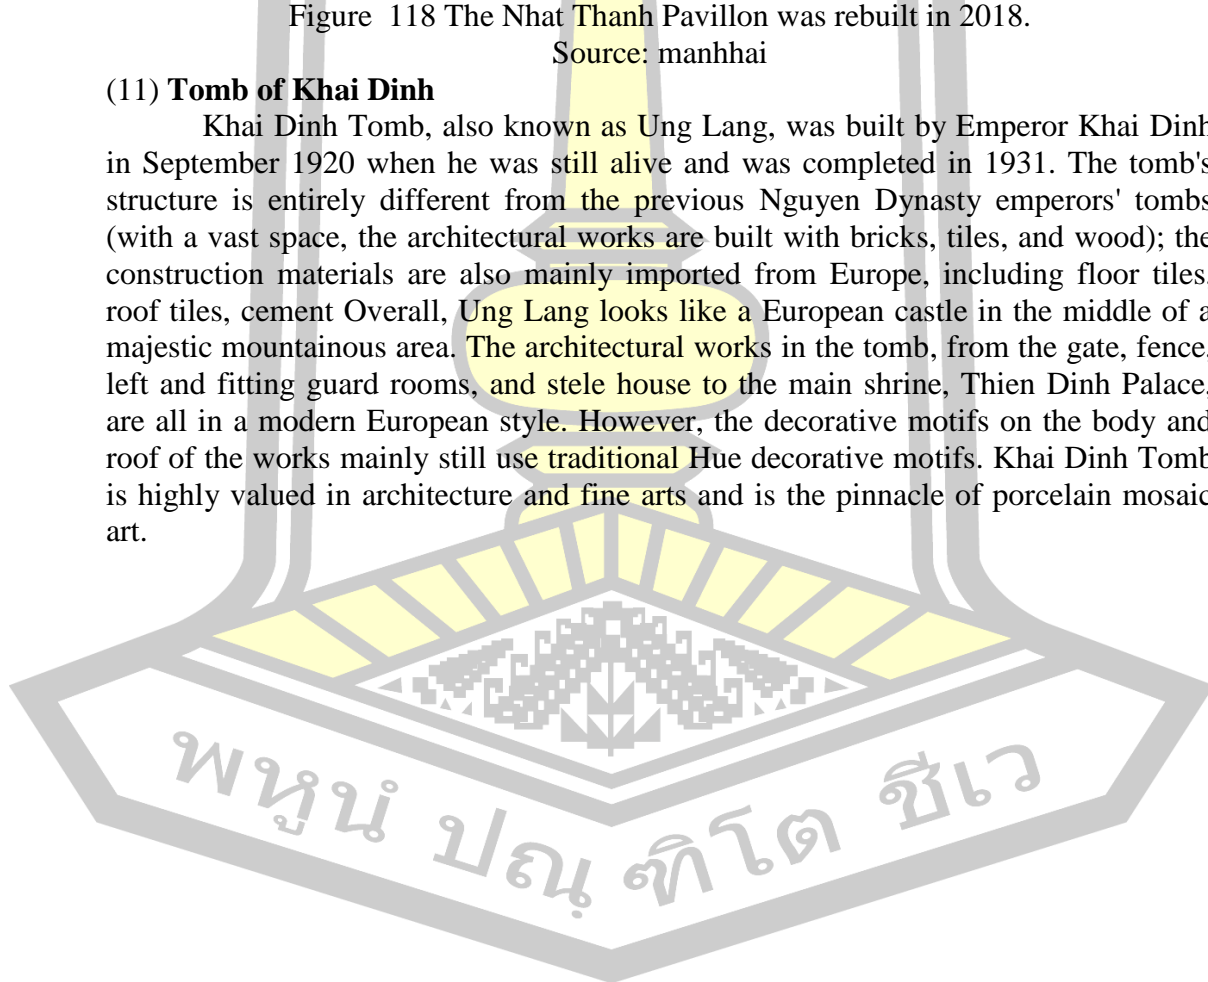 Figure  118 The Nhat Thanh Pavillon was rebuilt in 2018.
Source: manhhai
(11) Tomb of Khai Dinh
Khai Dinh Tomb, also known as Ung Lang, was built by Emperor Khai Dinh
in September 1920 when he was still alive and was completed in 1931. The tomb's
structure is entirely different from the previous Nguyen Dynasty emperors' tombs
(with a vast space, the architectural works are built with bricks, tiles, and wood); the
construction materials are also mainly imported from Europe, including floor tiles,
roof tiles, cement Overall, Ung Lang looks like a European castle in the middle of a
majestic mountainous area. The architectural works in the tomb, from the gate, fence,
left and fitting guard rooms, and stele house to the main shrine, Thien Dinh Palace,
are all in a modern European style. However, the decorative motifs on the body and
roof of the works mainly still use traditional Hue decorative motifs. Khai Dinh Tomb
is highly valued in architecture and fine arts and is the pinnacle of porcelain mosaic
art.
พหูนํ ปณฺฑิโต ชีเว